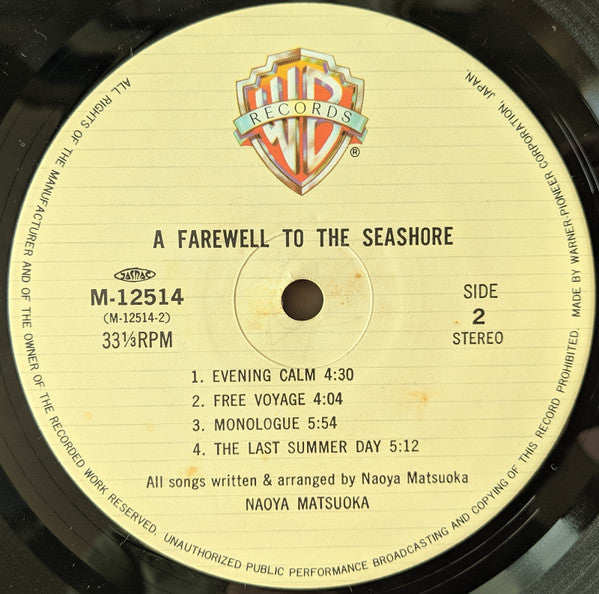 WB
RECORDS
®
A FAREWELL TO THE SEASHORE
JASRAC
M-12514
(M-12514-2)
33⅓RPM
SIDE
2
STEREO
1. EVENING CALM 4:30
2. FREE VOYAGE 4:04
3. MONOLOGUE 5:54
4. THE LAST SUMMER DAY 5:12
All songs written & arranged by Naoya Matsuoka
NAOYA MATSUOKA
ALL RIGHTS OF THE MANUFACTURER AND OF THE OWNER OF THE RECORDED WORK RESERVED. UNAUTHORIZED PUBLIC PERFORMANCE BROADCASTING AND COPYING OF THIS RECORD PROHIBITED. MADE BY WARNER-PIONEER CORPORATION, JAPAN.